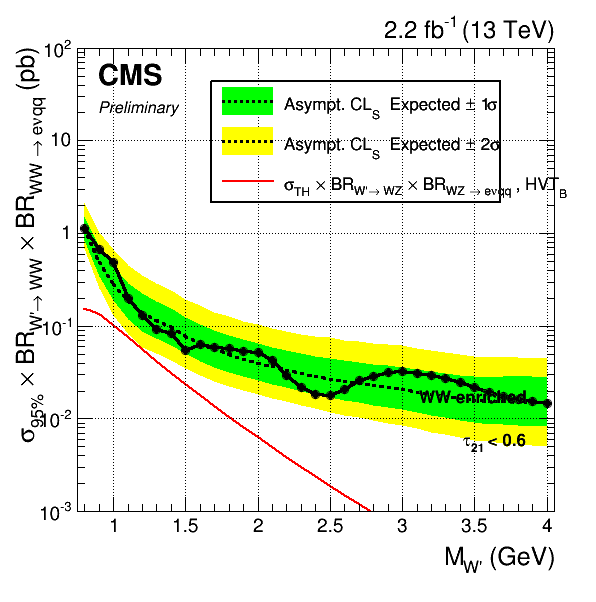 2.2 fb⁻¹ (13 TeV)
CMS
Preliminary
Asympt. CL_S Expected ± 1σ
Asympt. CL_S Expected ± 2σ
σ_TH × BR_W'→ WZ × BR_WZ → eνqq , HVT_B
σ_95% × BR_W'→ WW × BR_WW → eνqq (pb)
10²
10
1
10⁻¹
10⁻²
10⁻³
WW-enriched
τ_21 < 0.6
1 1.5 2 2.5 3 3.5 4
M_W' (GeV)